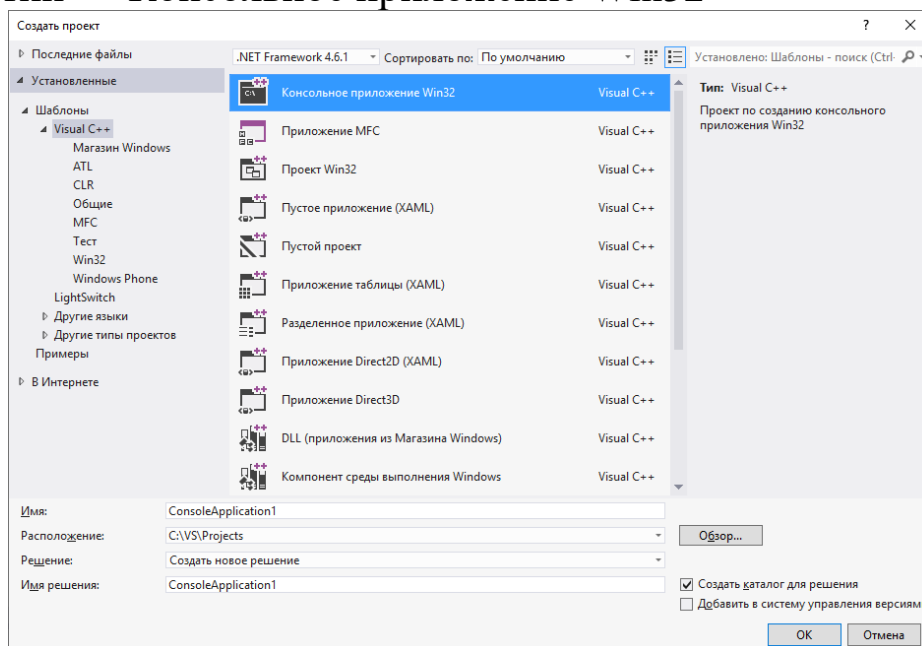 Консольное приложение Win32
Создать проект ? ×
Последние файлы
.NET Framework 4.6.1 Сортировать по: По умолчанию
Установлено: Шаблоны - поиск (Ctrl-
Установленные
Шаблоны
Visual C++
Магазин Windows
ATL
CLR
Общие
MFC
Тест
Win32
Windows Phone
LightSwitch
Другие языки
Другие типы проектов
Примеры
В Интернете
Консольное приложение Win32 Visual C++
Приложение MFC Visual C++
Проект Win32 Visual C++
Пустое приложение (XAML) Visual C++
Пустой проект Visual C++
Приложение таблицы (XAML) Visual C++
Разделенное приложение (XAML) Visual C++
Приложение Direct2D (XAML) Visual C++
Приложение Direct3D Visual C++
DLL (приложения из Магазина Windows) Visual C++
Компонент среды выполнения Windows Visual C++
Тип: Visual C++
Проект по созданию консольного
приложения Win32
Имя: ConsoleApplication1
Расположение: C:\VS\Projects Обзор...
Решение: Создать новое решение
Имя решения: ConsoleApplication1
Создать каталог для решения
Добавить в систему управления версиям
OK Отмена